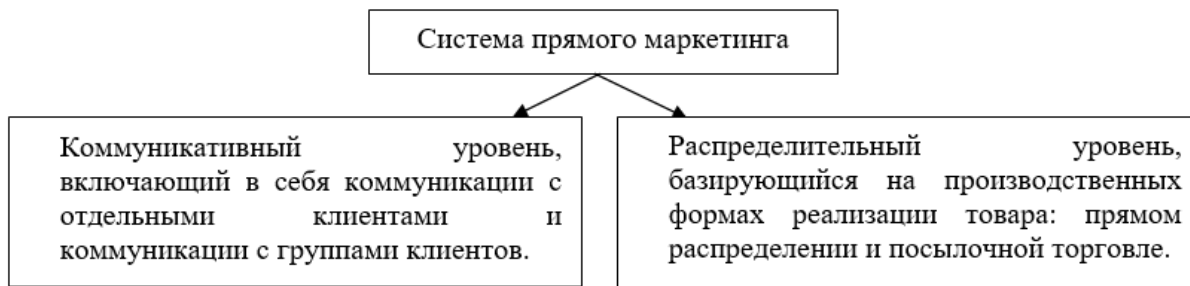 Система прямого маркетинга
Коммуникативный уровень,
включающий в себя коммуникации с
отдельными клиентами и
коммуникации с группами клиентов.
Распределительный уровень,
базирующийся на производственных
формах реализации товара: прямом
распределении и посылочной торговле.